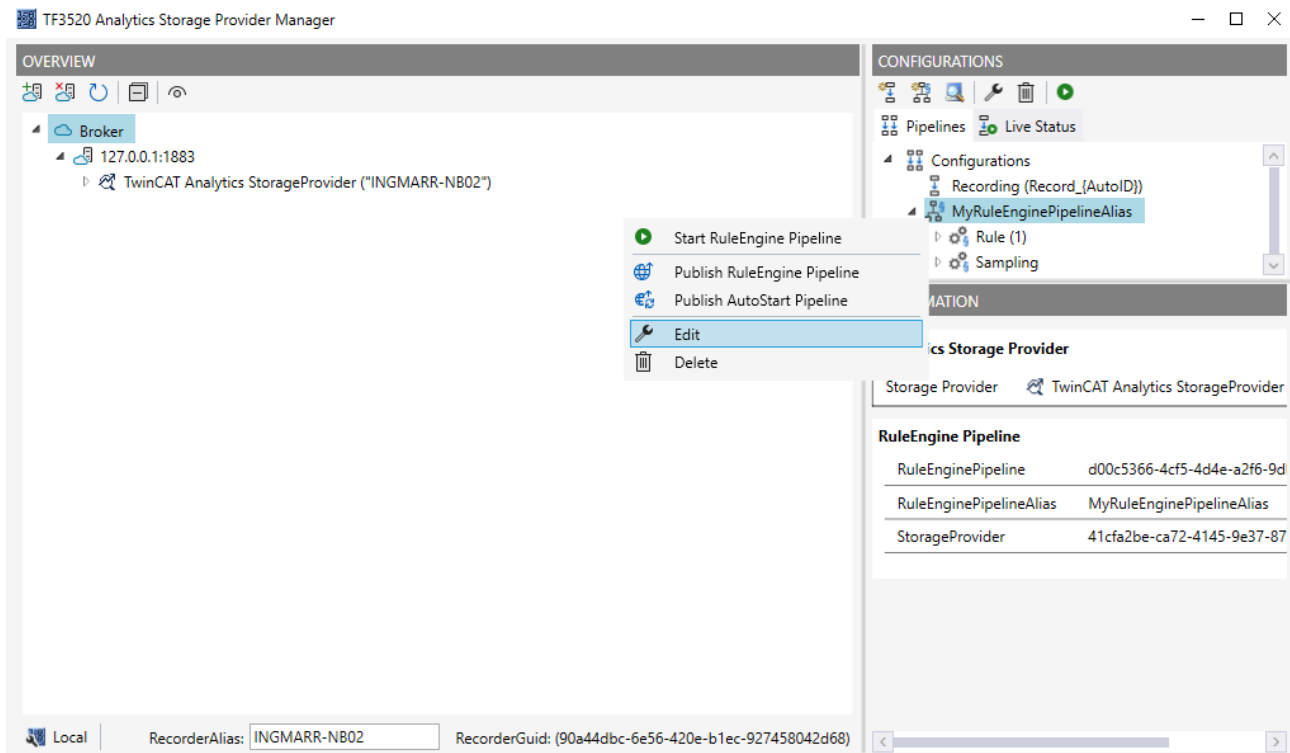 TF3520 Analytics Storage Provider Manager
OVERVIEW
Broker
127.0.0.1:1883
TwinCAT Analytics StorageProvider ("INGMARR-NB02")
CONFIGURATIONS
Pipelines Live Status
Configurations
Recording (Record_{AutoID})
MyRuleEnginePipelineAlias
Rule (1)
Sampling
Start RuleEngine Pipeline
Publish RuleEngine Pipeline
Publish AutoStart Pipeline
Edit
Delete
MATION
ics Storage Provider
Storage Provider TwinCAT Analytics StorageProvider
RuleEngine Pipeline
RuleEnginePipeline d00c5366-4cf5-4d4e-a2f6-9d
RuleEnginePipelineAlias MyRuleEnginePipelineAlias
StorageProvider 41cfa2be-ca72-4145-9e37-87
Local RecorderAlias: INGMARR-NB02 RecorderGuid: (90a44dbc-6e56-420e-b1ec-927458042d68)